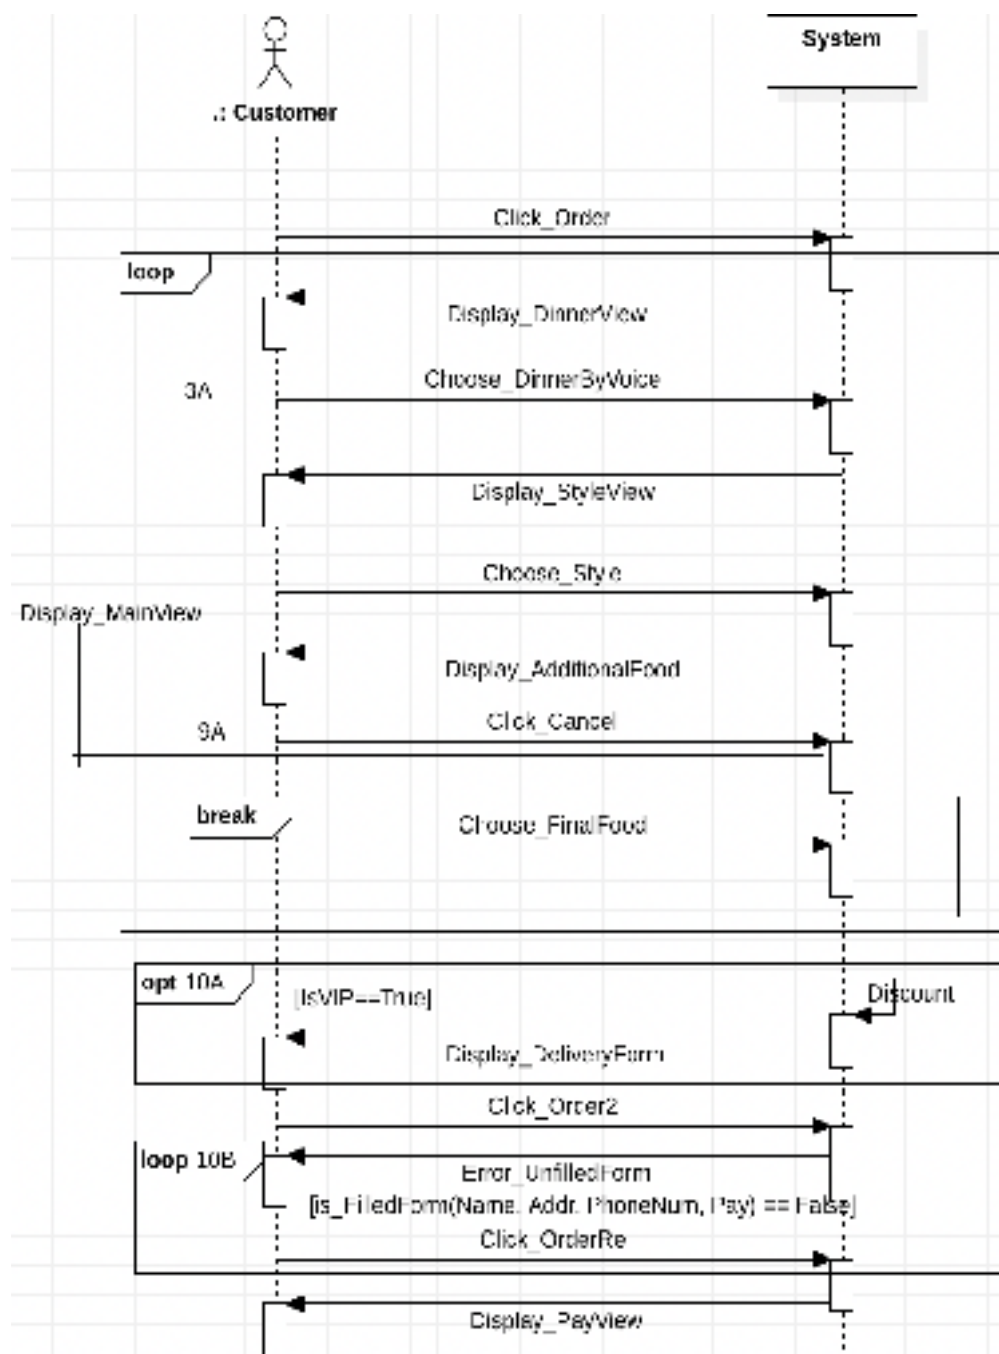 System
.: Customer
Click_Order
loop
Display_DinnerView
Choose_DinnerByVoice
3A
Display_StyleView
Choose_Style
Display_MainView
Display_AdditionalFood
Click_Cancel
9A
break
Choose_FinalFood
opt 10A
[IsVIP==True]
Discount
Display_DeliveryForm
Click_Order2
loop 10B
Error_UnfilledForm
[is_FilledForm(Name, Addr, PhoneNum, Pay) == False]
Click_OrderRe
Display_PayView